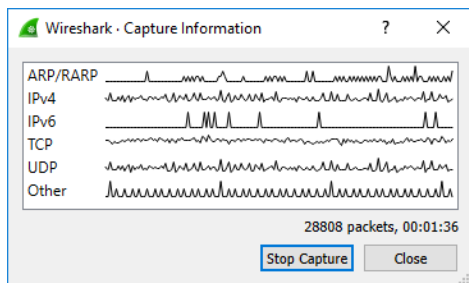 Wireshark · Capture Information ?
ARP/RARP
IPv4
IPv6
TCP
UDP
Other
28808 packets, 00:01:36
Stop Capture Close